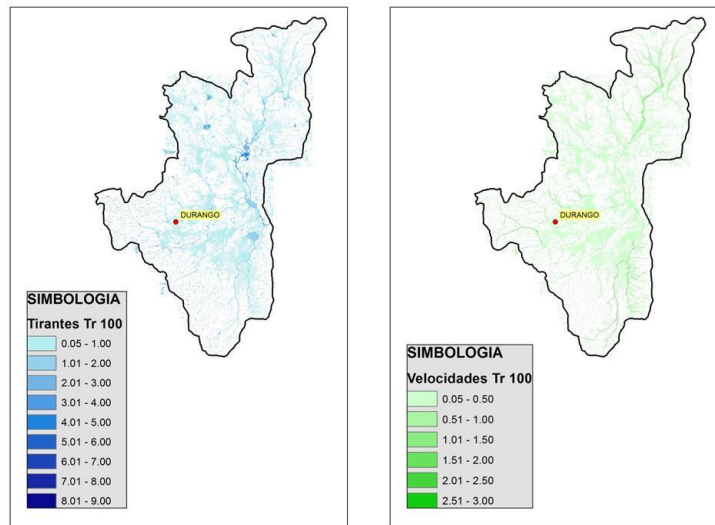 DURANGO
SIMBOLOGIA
Tirantes Tr 100
0.05 - 1.00
1.01 - 2.00
2.01 - 3.00
3.01 - 4.00
4.01 - 5.00
5.01 - 6.00
6.01 - 7.00
7.01 - 8.00
8.01 - 9.00
DURANGO
SIMBOLOGIA
Velocidades Tr 100
0.05 - 0.50
0.51 - 1.00
1.01 - 1.50
1.51 - 2.00
2.01 - 2.50
2.51 - 3.00